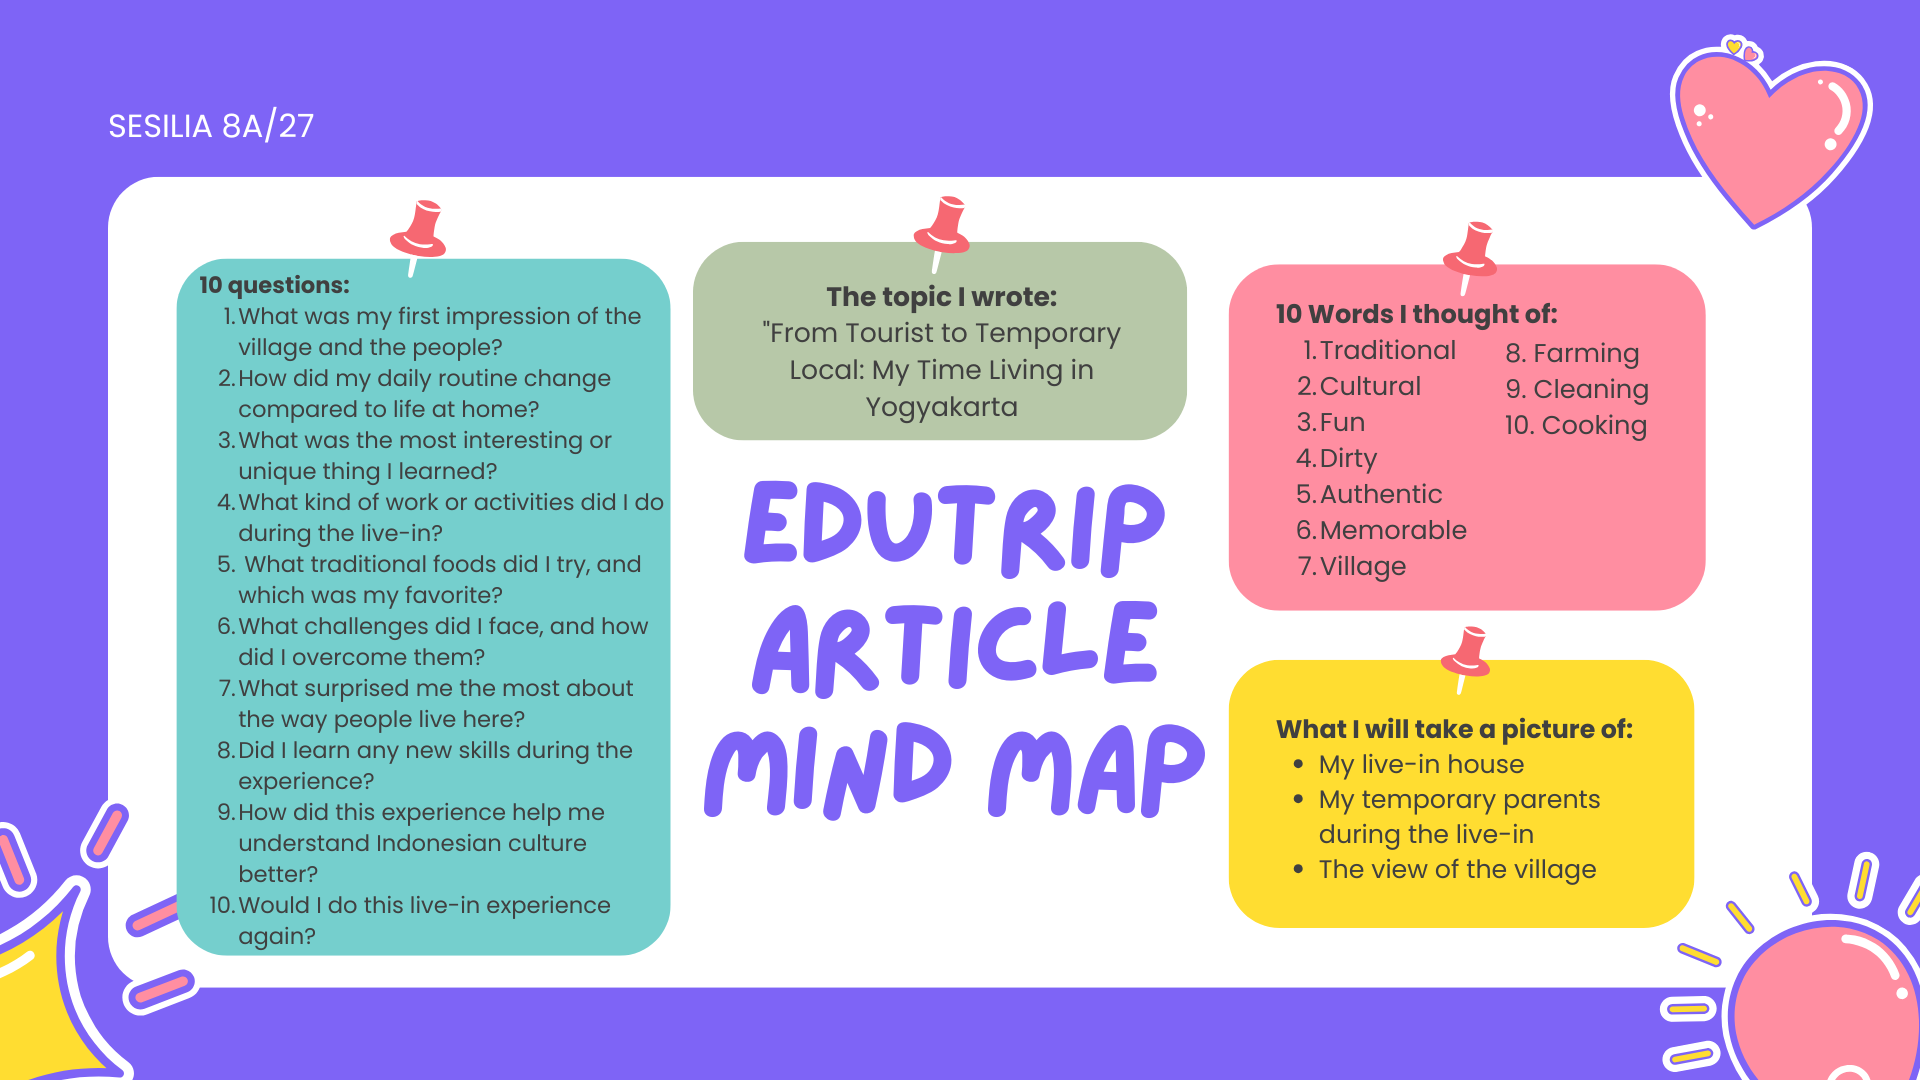 SESILIA 8A/27
10 questions:
1. What was my first impression of the
village and the people?
2. How did my daily routine change
compared to life at home?
3. What was the most interesting or
unique thing I learned?
4. What kind of work or activities did I do
during the live-in?
5. What traditional foods did I try, and
which was my favorite?
6. What challenges did I face, and how
did I overcome them?
7. What surprised me the most about
the way people live here?
8. Did I learn any new skills during the
experience?
9. How did this experience help me
understand Indonesian culture
better?
10. Would I do this live-in experience
again?
The topic I wrote:
"From Tourist to Temporary
Local: My Time Living in
Yogyakarta
EDUTRIP
ARTICLE
MIND MAP
10 Words I thought of:
1. Traditional
2. Cultural
3. Fun
4. Dirty
5. Authentic
6. Memorable
7. Village
8. Farming
9. Cleaning
10. Cooking
What I will take a picture of:
• My live-in house
• My temporary parents
during the live-in
• The view of the village